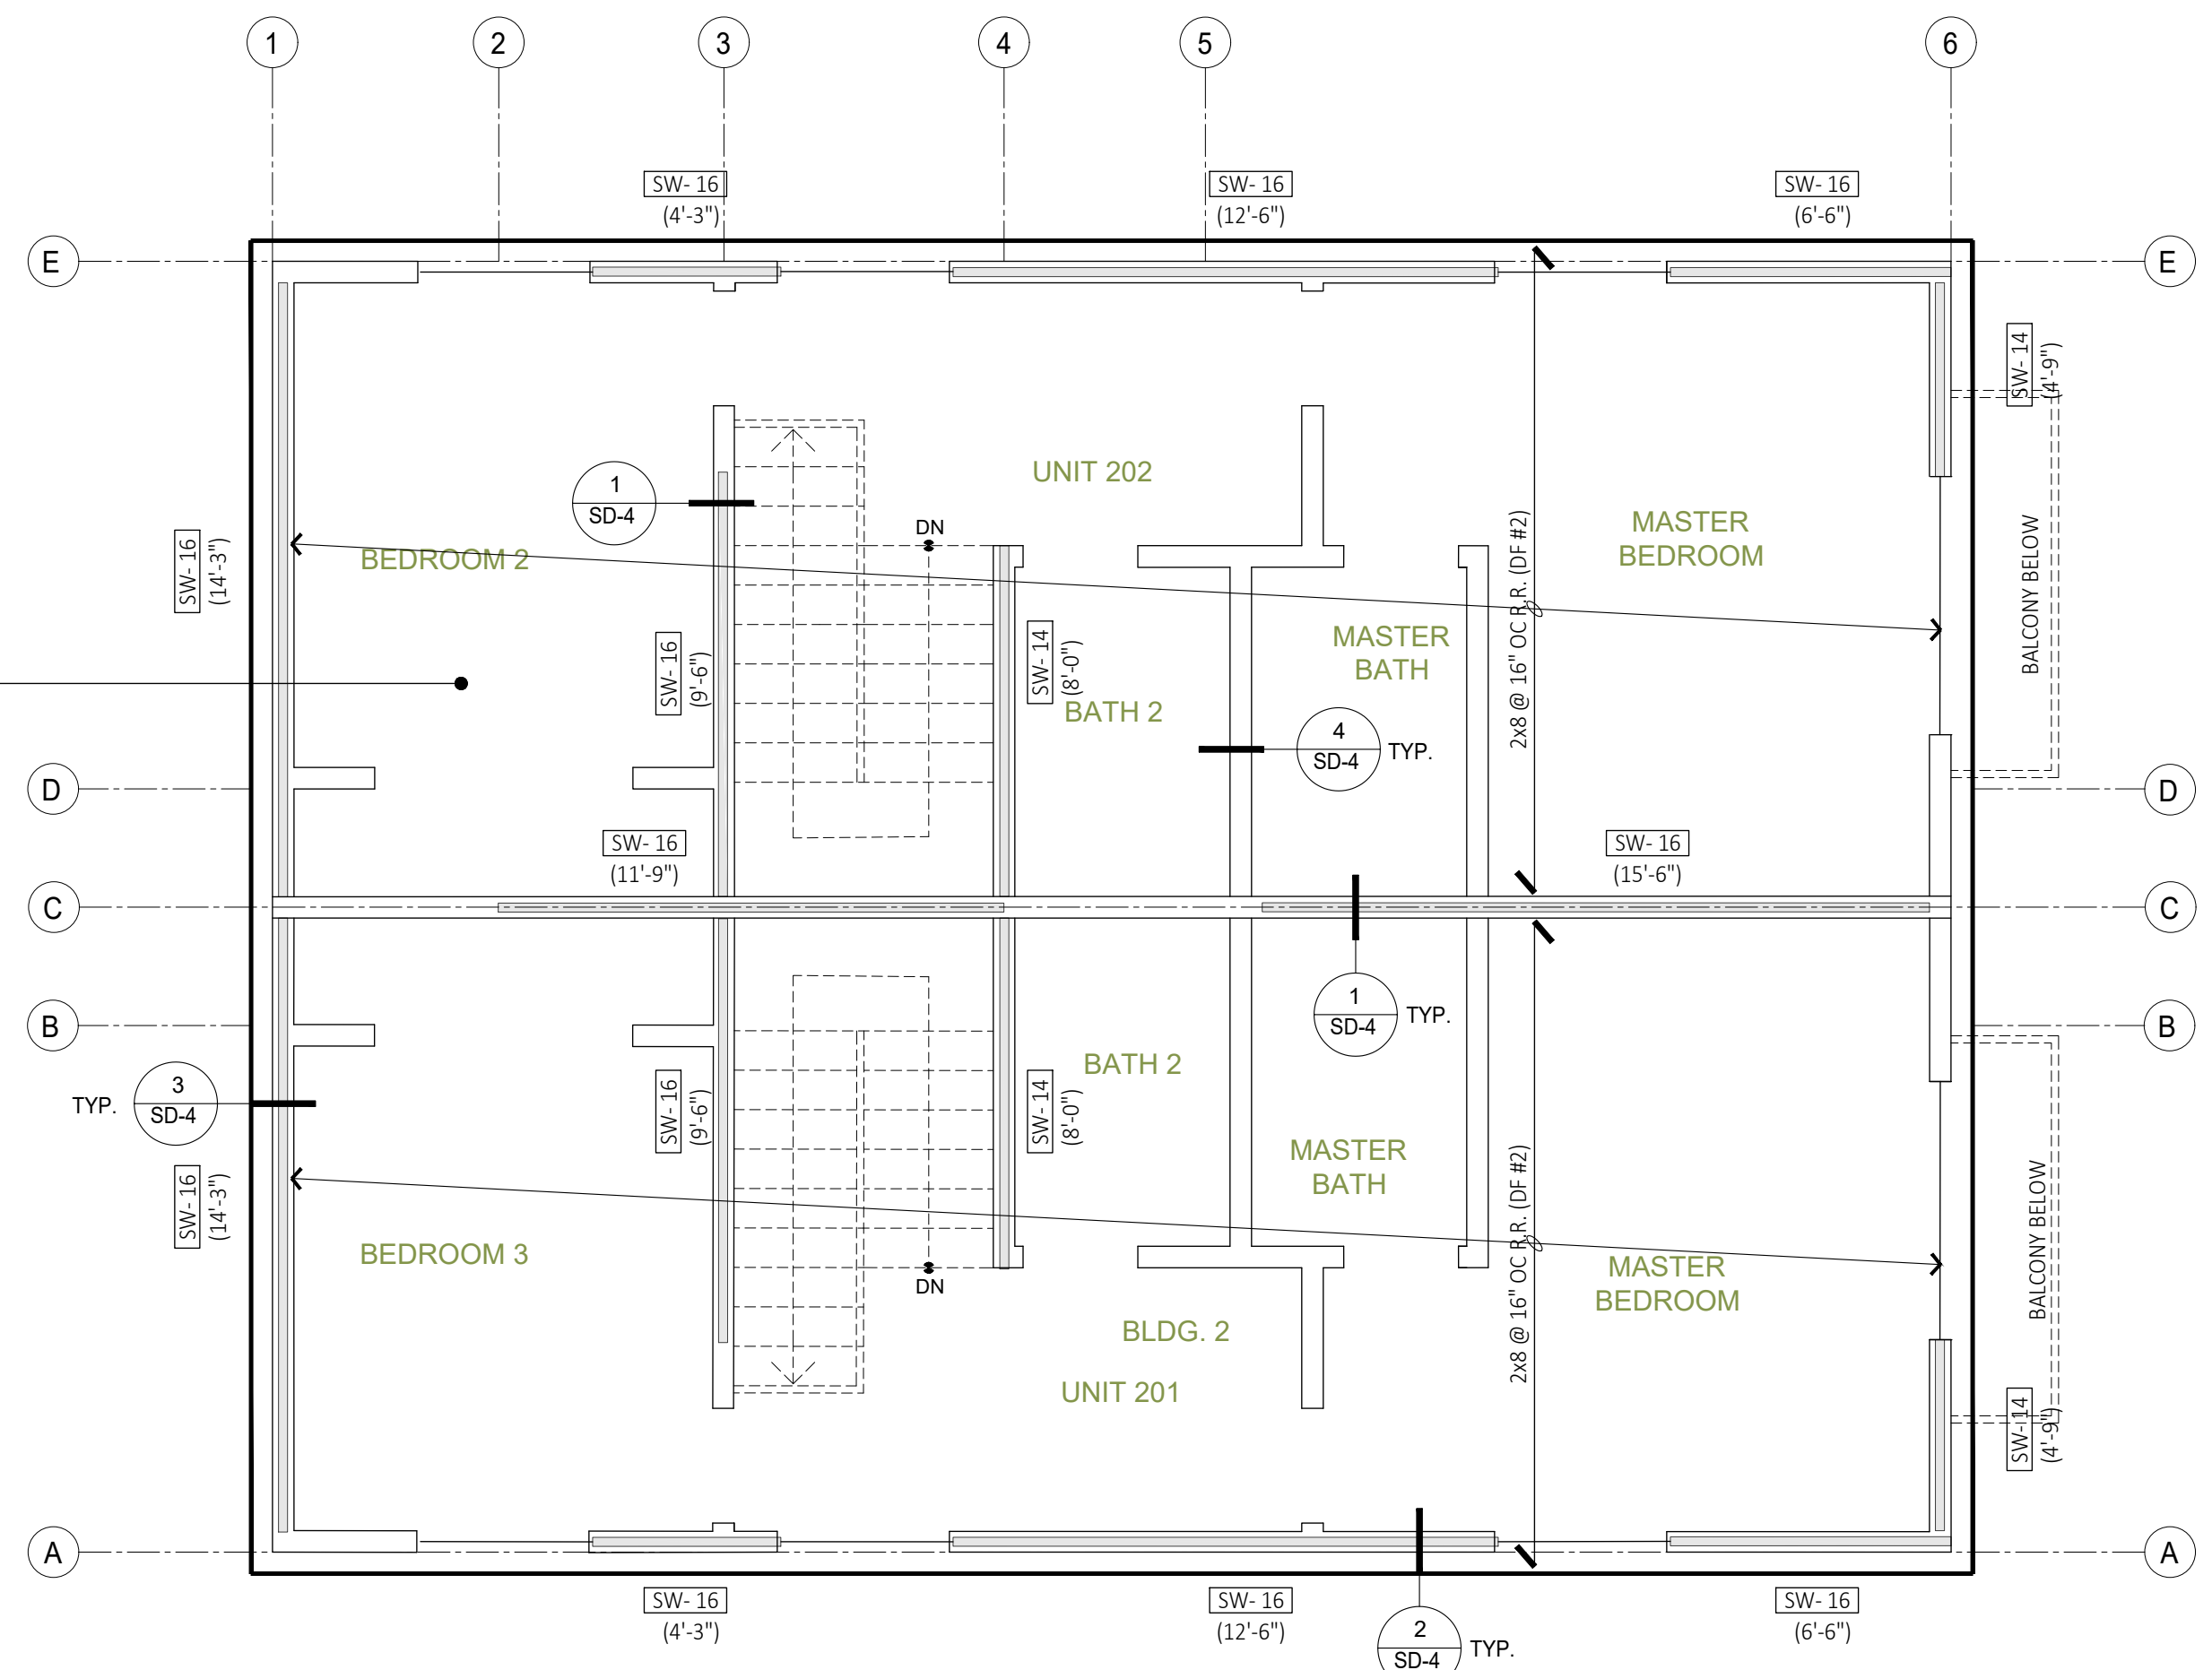 1 2 3 4 5 6
SW- 16 SW- 16 SW- 16
(4'-3") (12'-6") (6'-6")
E E
SW- 14
(4'-9")
1
SD-4
UNIT 202
DN
MASTER
BEDROOM
BEDROOM 2
SW- 16
(14'-3")
BALCONY BELOW
2x8 @ 16" OC R.R. (DF #2)
SW- 16
(9'-6")
SW- 14
(8'-0")
MASTER
BATH
BATH 2
4
SD-4
TYP.
D D
SW- 16
(11'-9")
SW- 16
(15'-6")
C C
1
SD-4
TYP.
B B
3
SD-4
TYP.
BATH 2
SW- 16
(9'-6")
SW- 14
(8'-0")
MASTER
BATH
SW- 16
(14'-3")
BEDROOM 3
2x8 @ 16" OC R.R. (DF #2)
BALCONY BELOW
MASTER
BEDROOM
DN
BLDG. 2
UNIT 201
SW- 14
(4'-9")
A A
SW- 16 SW- 16 SW- 16
(4'-3") (12'-6") (6'-6")
2
SD-4
TYP.